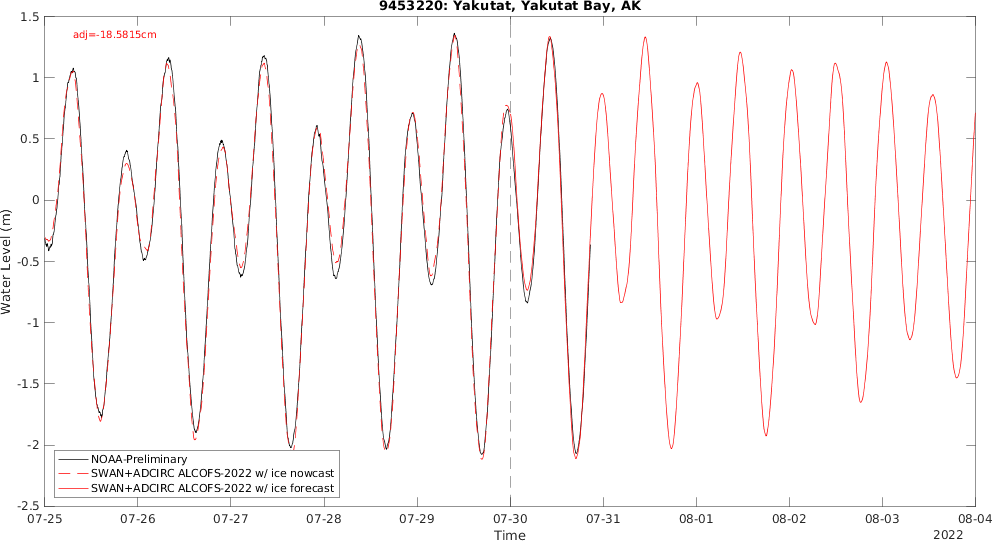 9453220: Yakutat, Yakutat Bay, AK
adj=-18.5815cm
1.5
1
0.5
0
-0.5
-1
-1.5
-2
-2.5
Water Level (m)
NOAA-Preliminary
SWAN+ADCIRC ALCOFS-2022 w/ ice nowcast
SWAN+ADCIRC ALCOFS-2022 w/ ice forecast
07-25 07-26 07-27 07-28 07-29 07-30 07-31 08-01 08-02 08-03 08-04
Time
2022